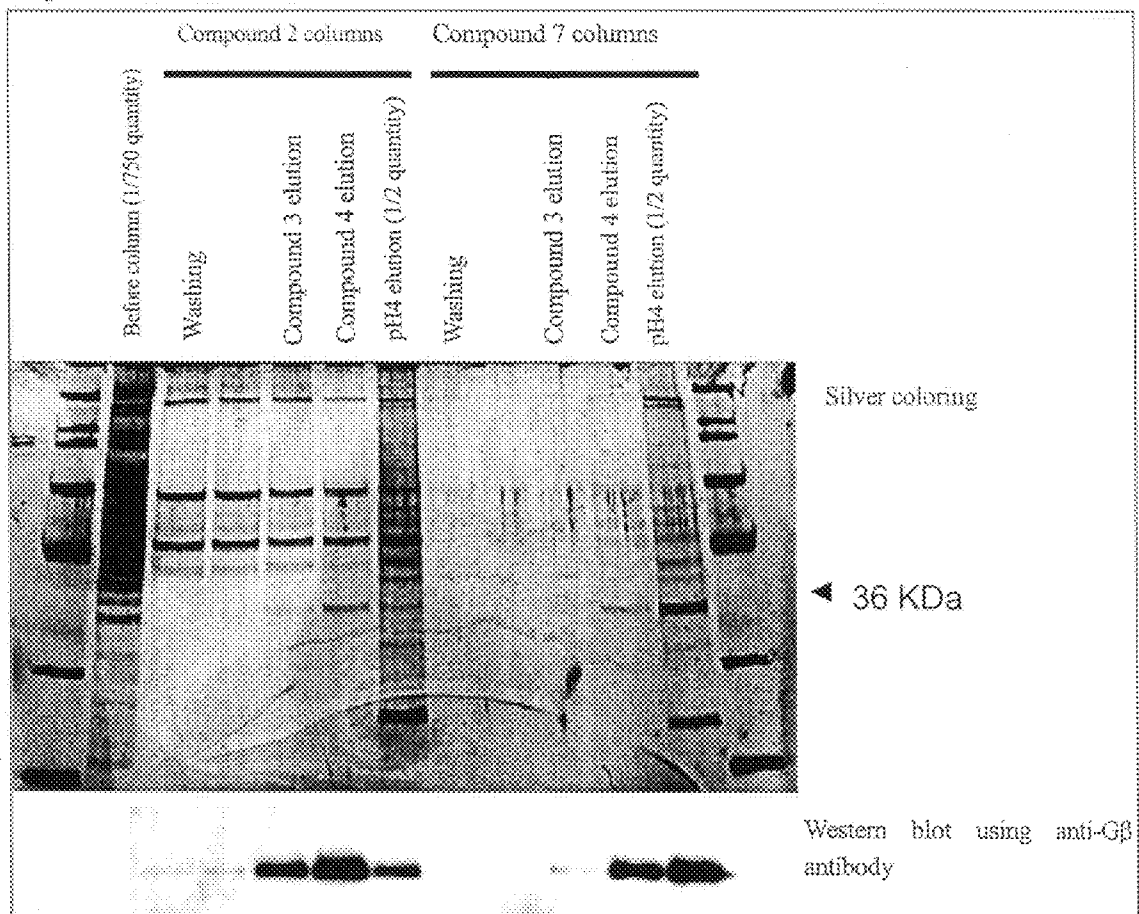 Compound 2 columns
Compound 7 columns
Before column (1/750 quantity)
Washing
Compound 3 elution
Compound 4 elution
pH4 elution (1/2 quantity)
Washing
Compound 3 elution
Compound 4 elution
pH4 elution (1/2 quantity)
Silver coloring
36 KDa
Western blot using anti-Gβ
antibody